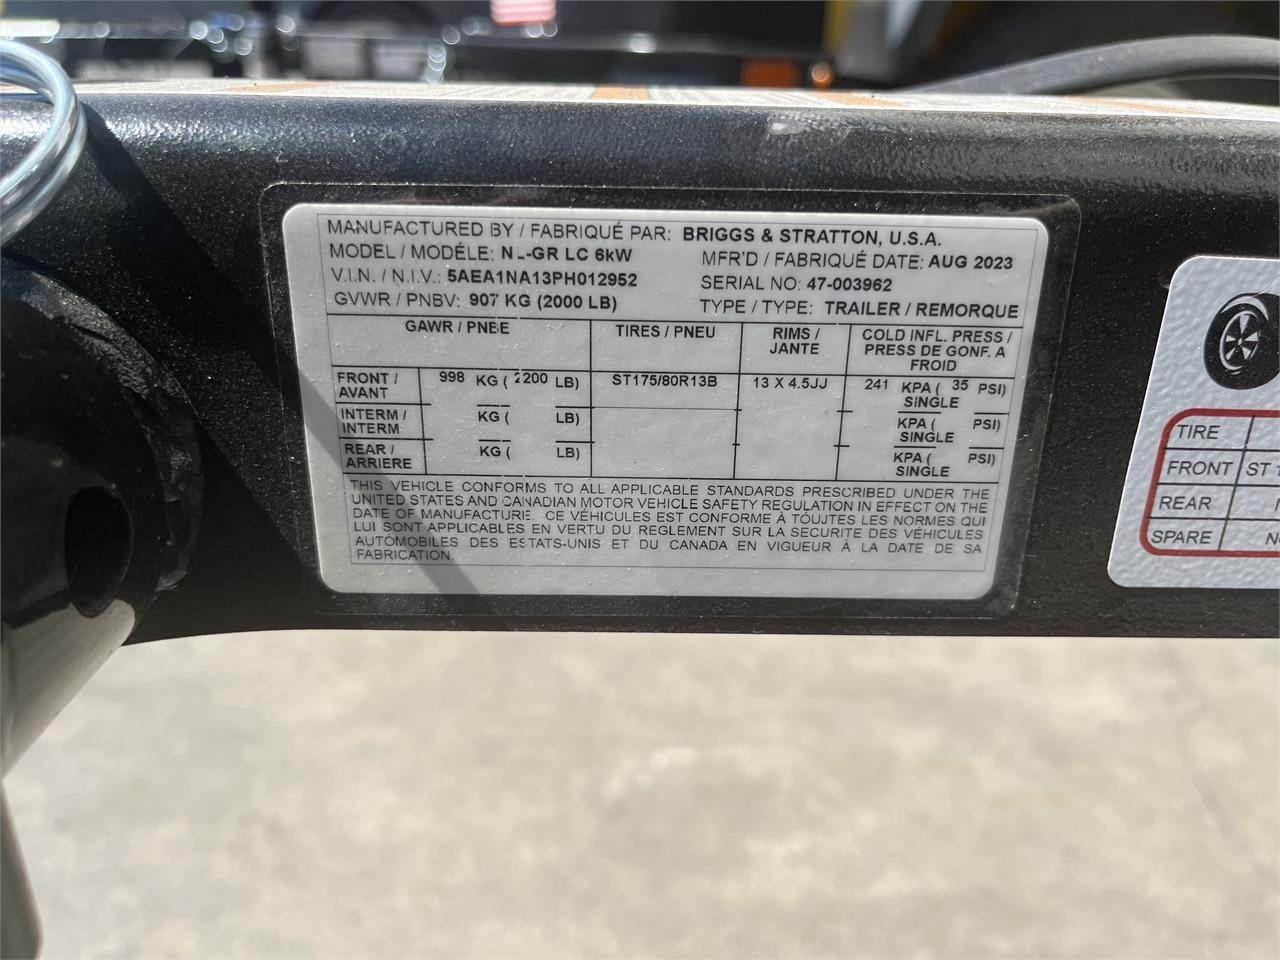 MANUFACTURED BY / FABRIQUÉ PAR: BRIGGS & STRATTON, U.S.A.
MODEL / MODÉLE: NL-GR LC 6kW MFR'D / FABRIQUÉ DATE: AUG 2023
V.I.N. / N.I.V.: 5AEA1NA13PH012952 SERIAL NO: 47-003962
GVWR / PNBV: 907 KG (2000 LB) TYPE / TYPE: TRAILER / REMORQUE
GAWR / PNBE TIRES / PNEU RIMS / JANTE COLD INFL. PRESS / PRESS DE GONF. A FROID
FRONT / AVANT 998 KG ( 2200 LB) ST175/80R13B 13 X 4.5JJ 241 KPA ( 35 PSI) SINGLE
INTERM / INTERM KG ( LB) KPA ( PSI) SINGLE
REAR / ARRIERE KG ( LB) KPA ( PSI) SINGLE
THIS VEHICLE CONFORMS TO ALL APPLICABLE STANDARDS PRESCRIBED UNDER THE
UNITED STATES AND CANADIAN MOTOR VEHICLE SAFETY REGULATION IN EFFECT ON THE
DATE OF MANUFACTURE. CE VÉHICULES EST CONFORME À TOUJTES LES NORMES QUI
LUI SONT APPLICABLES EN VERTU DU REGLEMENT SUR LA SECURITE DES VÉHICULES
AUTOMOBILES DES ESTATS-UNIS ET DU CANADA EN VIGUEUR À LA DATE DE SA
FABRICATION.
TIRE
FRONT ST
REAR
SPARE